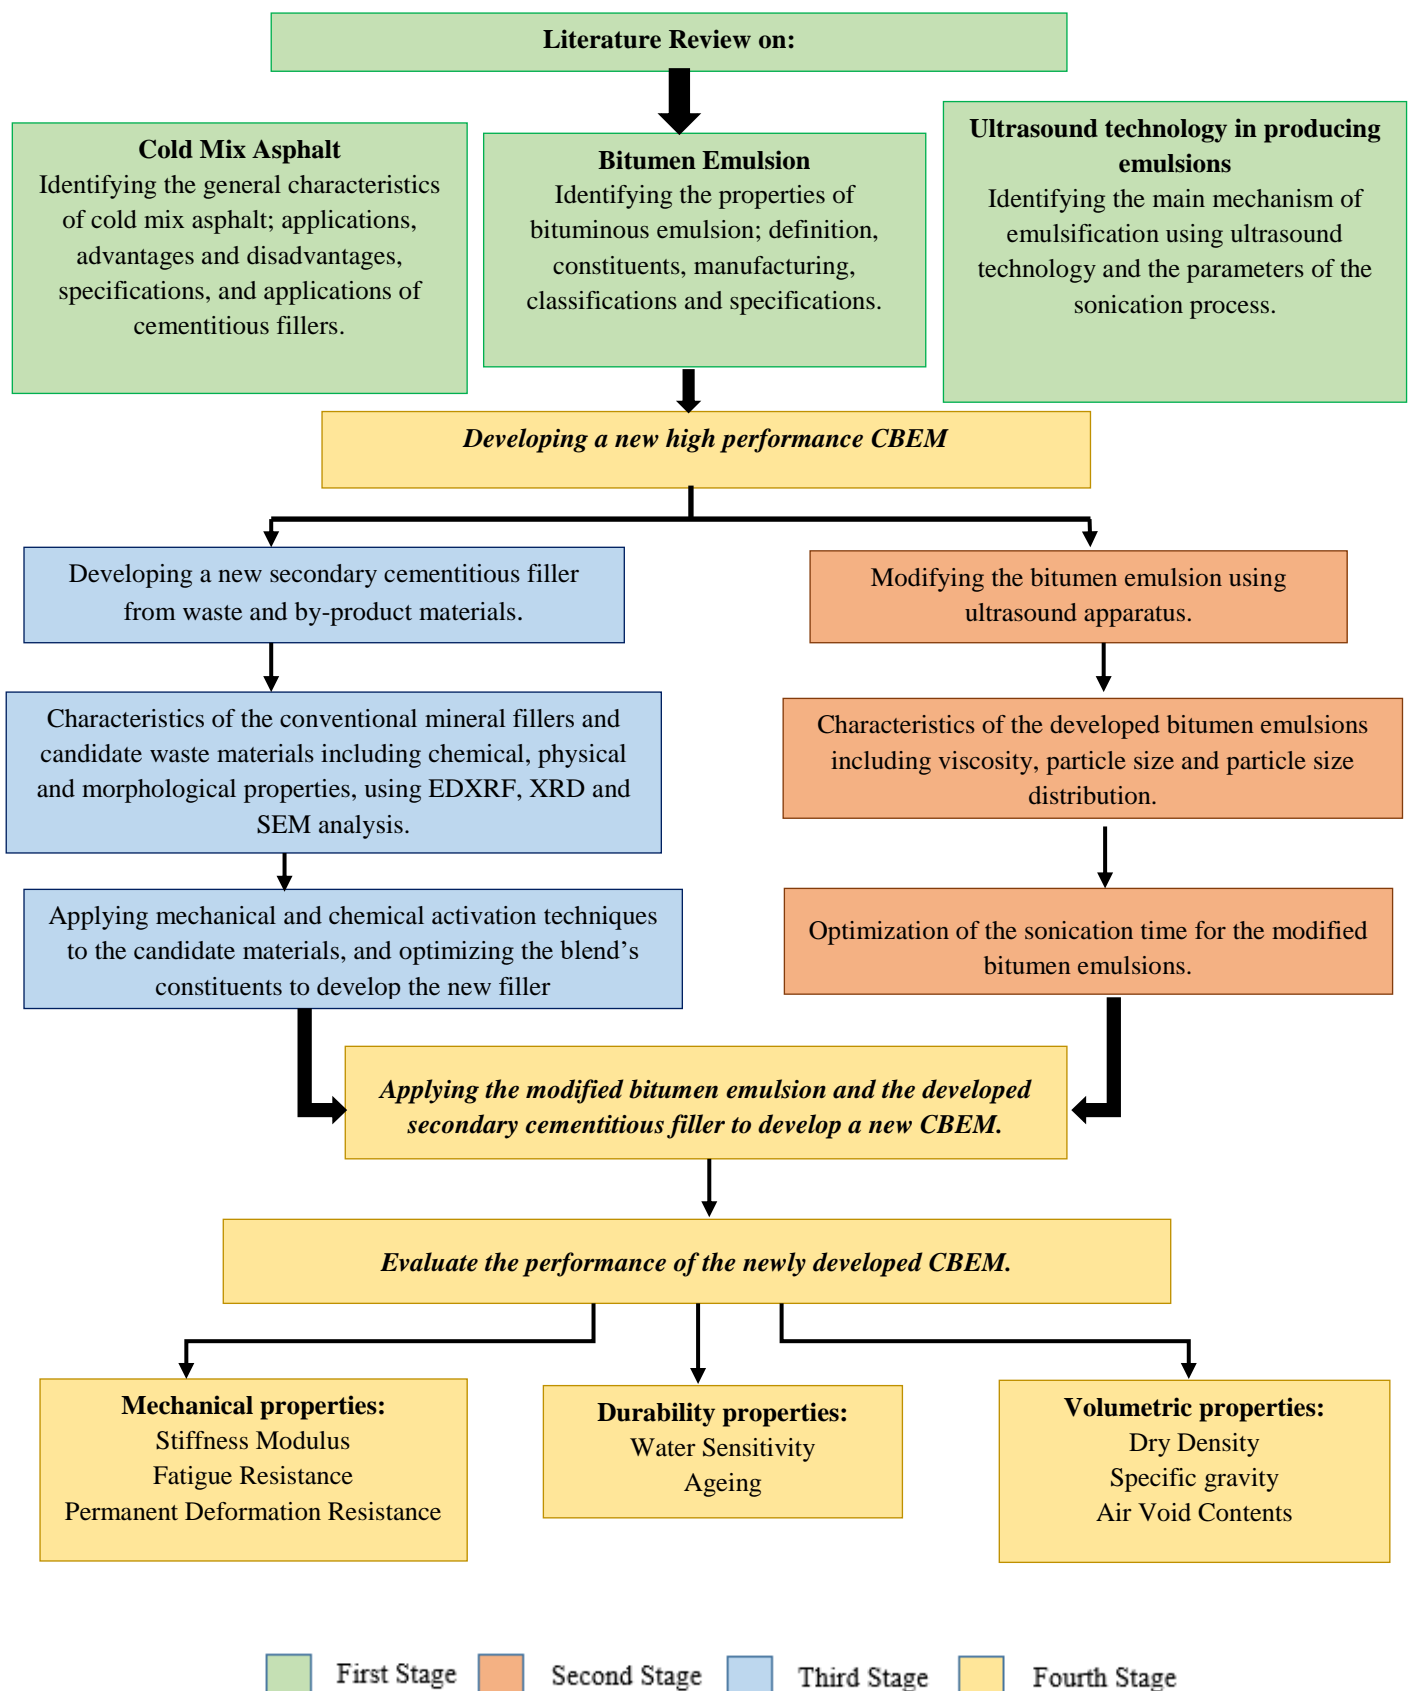 Literature Review on:
Cold Mix Asphalt
Identifying the general characteristics
of cold mix asphalt; applications,
advantages and disadvantages,
specifications, and applications of
cementitious fillers.
Bitumen Emulsion
Identifying the properties of
bituminous emulsion; definition,
constituents, manufacturing,
classifications and specifications.
Ultrasound technology in producing
emulsions
Identifying the main mechanism of
emulsification using ultrasound
technology and the parameters of the
sonication process.
Developing a new high performance CBEM
Developing a new secondary cementitious filler
from waste and by-product materials.
Modifying the bitumen emulsion using
ultrasound apparatus.
Characteristics of the conventional mineral fillers and
candidate waste materials including chemical, physical
and morphological properties, using EDXRF, XRD and
SEM analysis.
Characteristics of the developed bitumen emulsions
including viscosity, particle size and particle size
distribution.
Applying mechanical and chemical activation techniques
to the candidate materials, and optimizing the blend’s
constituents to develop the new filler
Optimization of the sonication time for the modified
bitumen emulsions.
Applying the modified bitumen emulsion and the developed
secondary cementitious filler to develop a new CBEM.
Evaluate the performance of the newly developed CBEM.
Mechanical properties:
Stiffness Modulus
Fatigue Resistance
Permanent Deformation Resistance
Durability properties:
Water Sensitivity
Ageing
Volumetric properties:
Dry Density
Specific gravity
Air Void Contents
First Stage
Second Stage
Third Stage
Fourth Stage